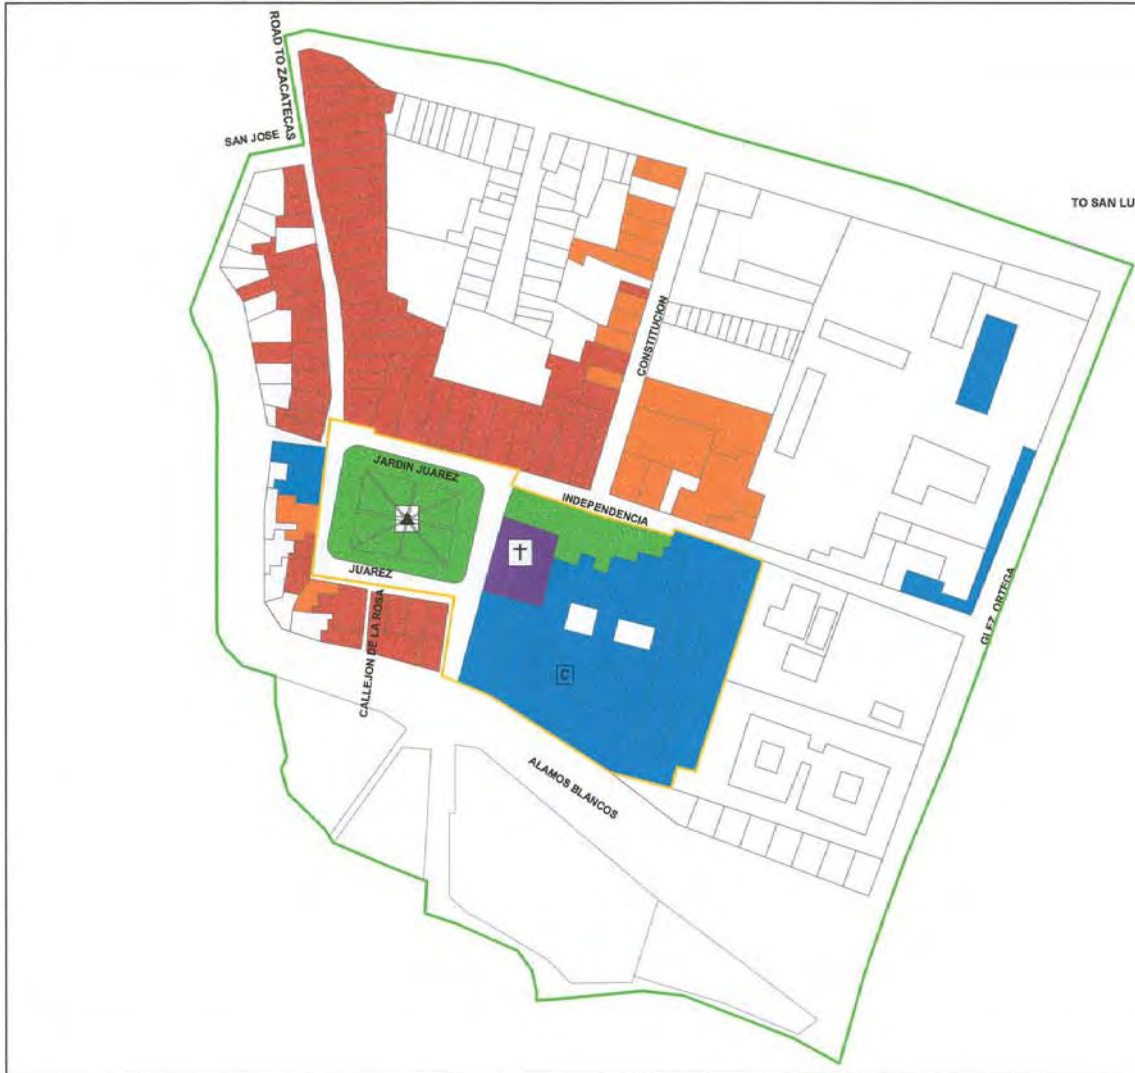 ROAD TO ZACATECAS
SAN JOSE
TO SAN LU
CONSTITUCION
JARDIN JUAREZ
INDEPENDENCIA
JUAREZ
CALLEJON DE LA ROSA
GLEZ ORTEGA
C
ALAMOS BLANCOS